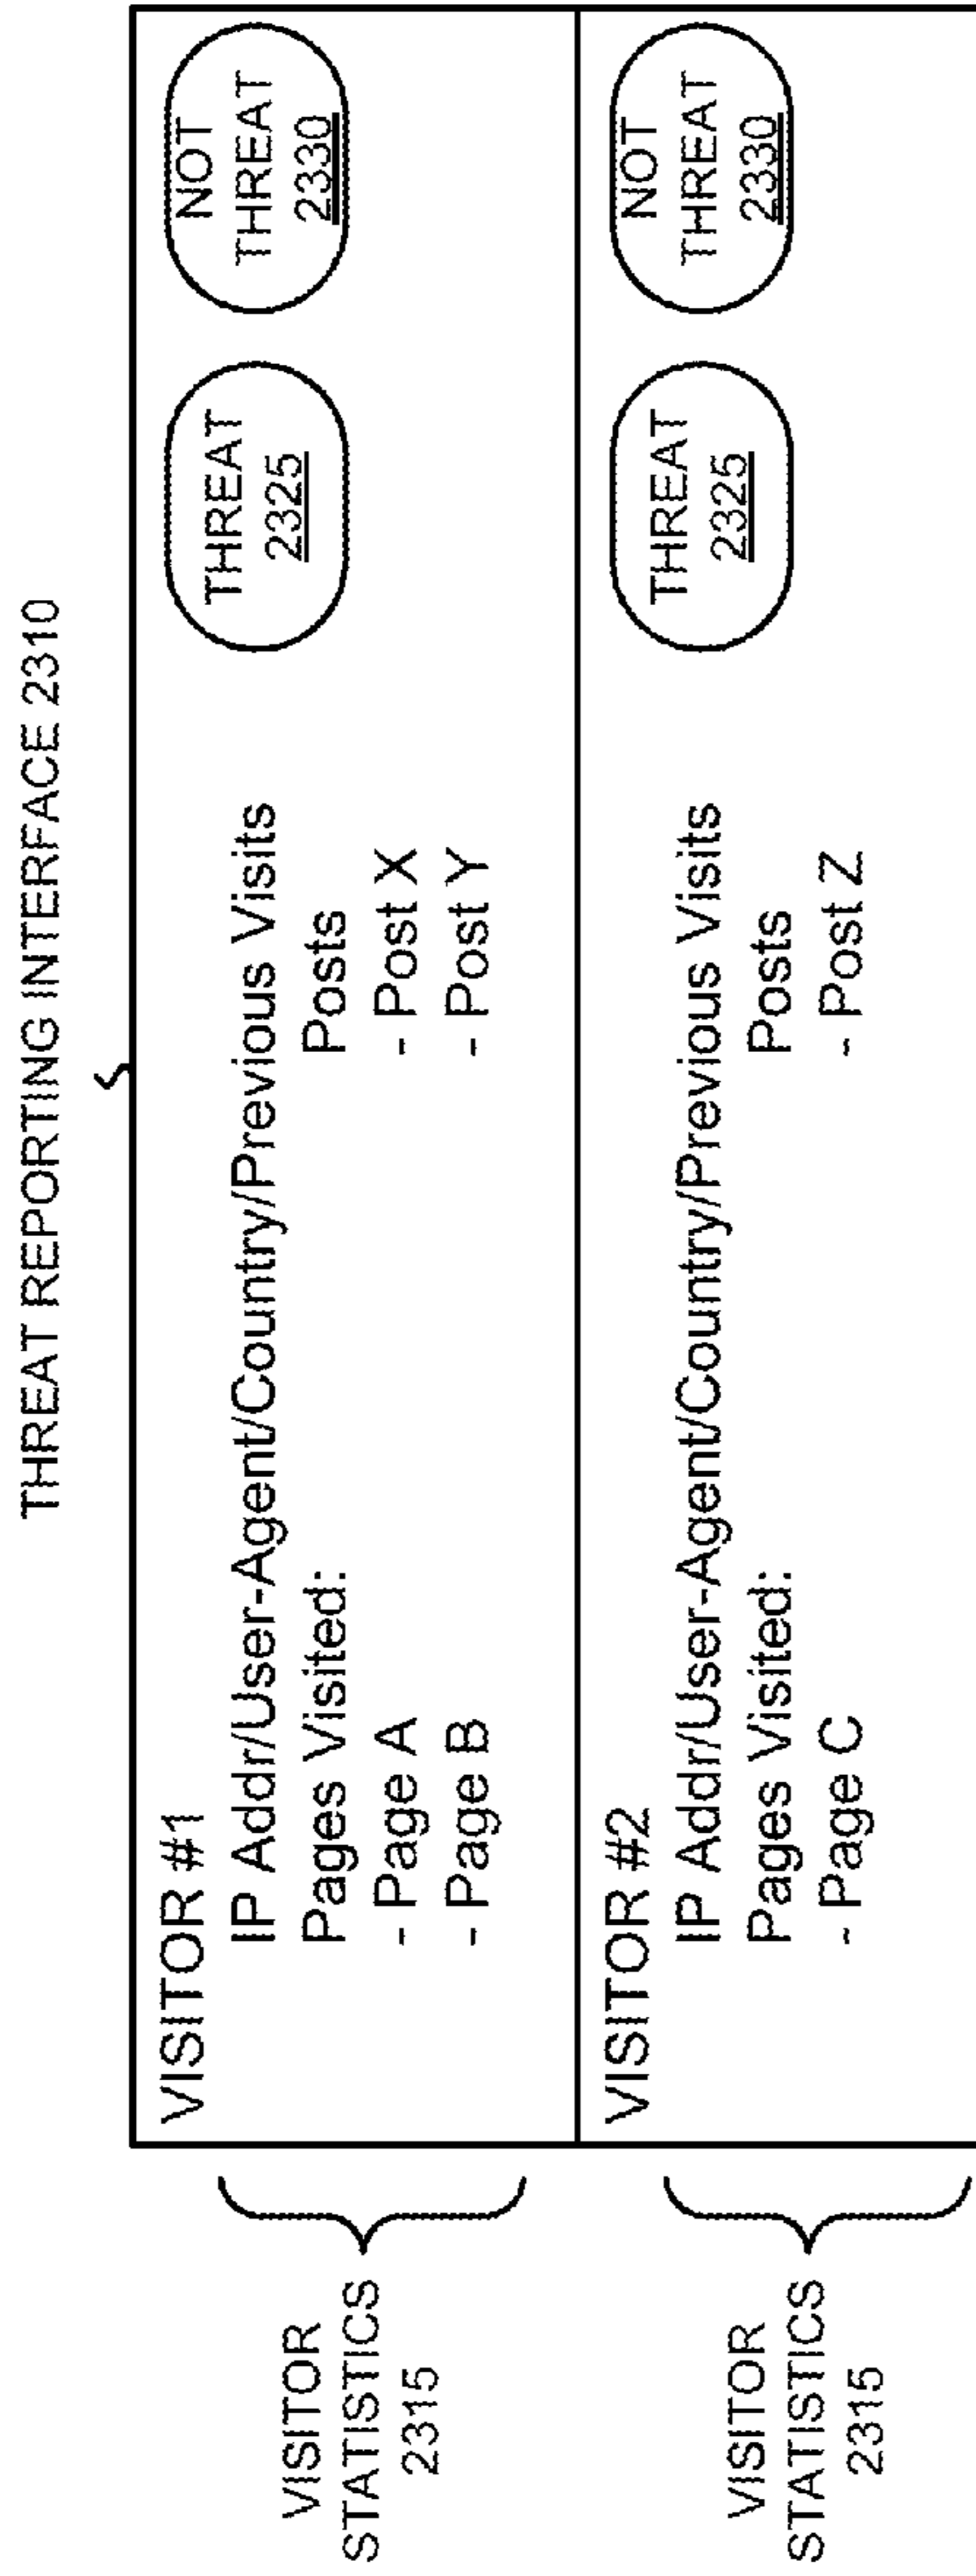 THREAT REPORTING INTERFACE 2310
VISITOR #1
IP Addr/User-Agent/Country/Previous Visits
Pages Visited: Posts
- Page A - Post X
- Page B - Post Y
THREAT
2325
NOT
THREAT
2330
VISITOR
STATISTICS
2315
VISITOR #2
IP Addr/User-Agent/Country/Previous Visits
Pages Visited: Posts
- Page C - Post Z
THREAT
2325
NOT
THREAT
2330
VISITOR
STATISTICS
2315